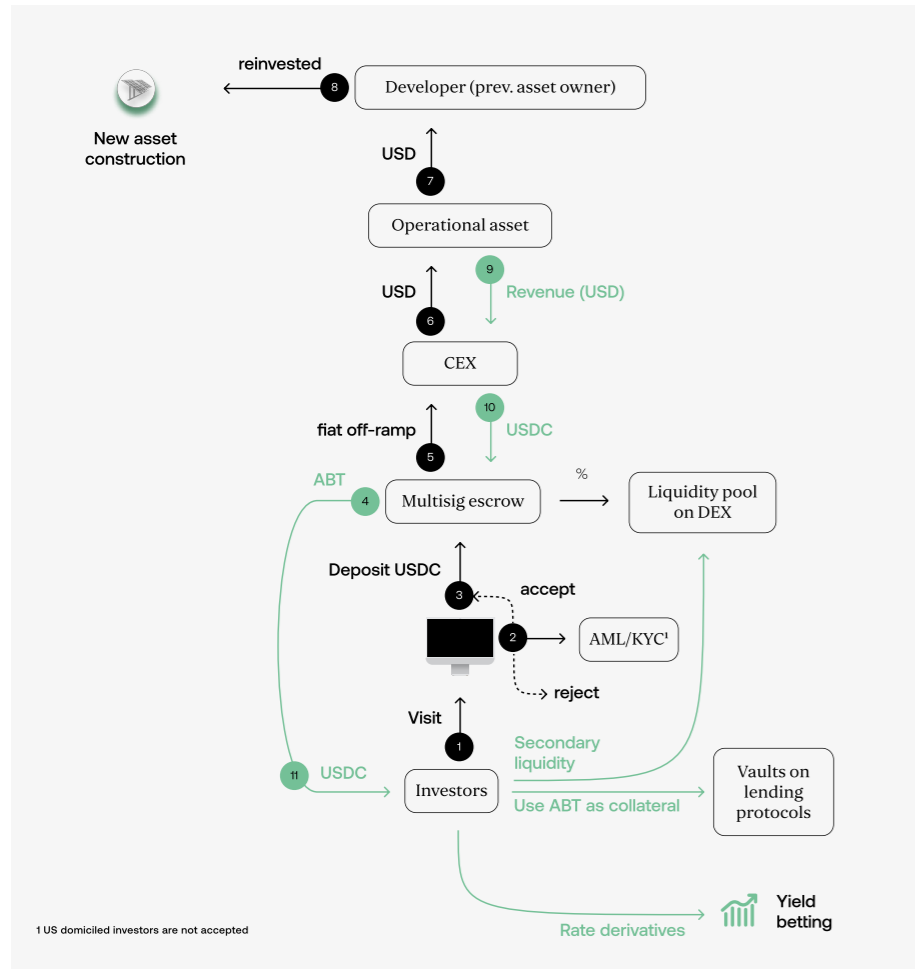 reinvested
8
Developer (prev. asset owner)
New asset
construction
USD
7
Operational asset
9
USD
Revenue (USD)
6
CEX
10
fiat off-ramp
USDC
5
ABT
%
4
Multisig escrow
Liquidity pool
on DEX
Deposit USDC
accept
3
2
AML/KYC¹
reject
Visit
1
Secondary
liquidity
11
USDC
Investors
Use ABT as collateral
Vaults on
lending
protocols
Yield
betting
Rate derivatives
1 US domiciled investors are not accepted